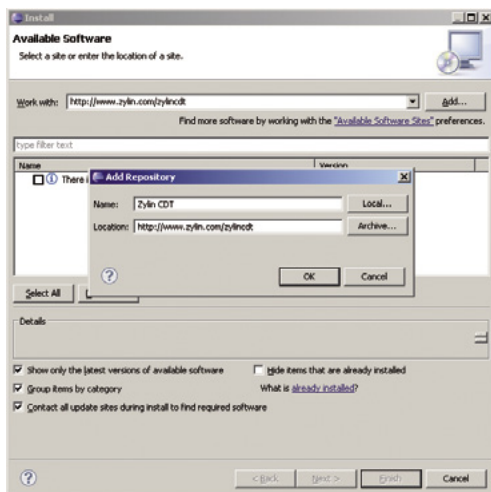 Install
Available Software
Select a site or enter the location of a site.
Work with: http://www.zylin.com/zylincdt Add...
Find more software by working with the "Available Software Sites" preferences.
type filter text
Name Version
There i
Add Repository
Name: Zylin CDT Local...
Location: http://www.zylin.com/zylincdt Archive...
OK Cancel
Select All
Details
Show only the latest versions of available software Hide items that are already installed
Group items by category What is already installed?
Contact all update sites during install to find required software
< Back Next > Finish Cancel